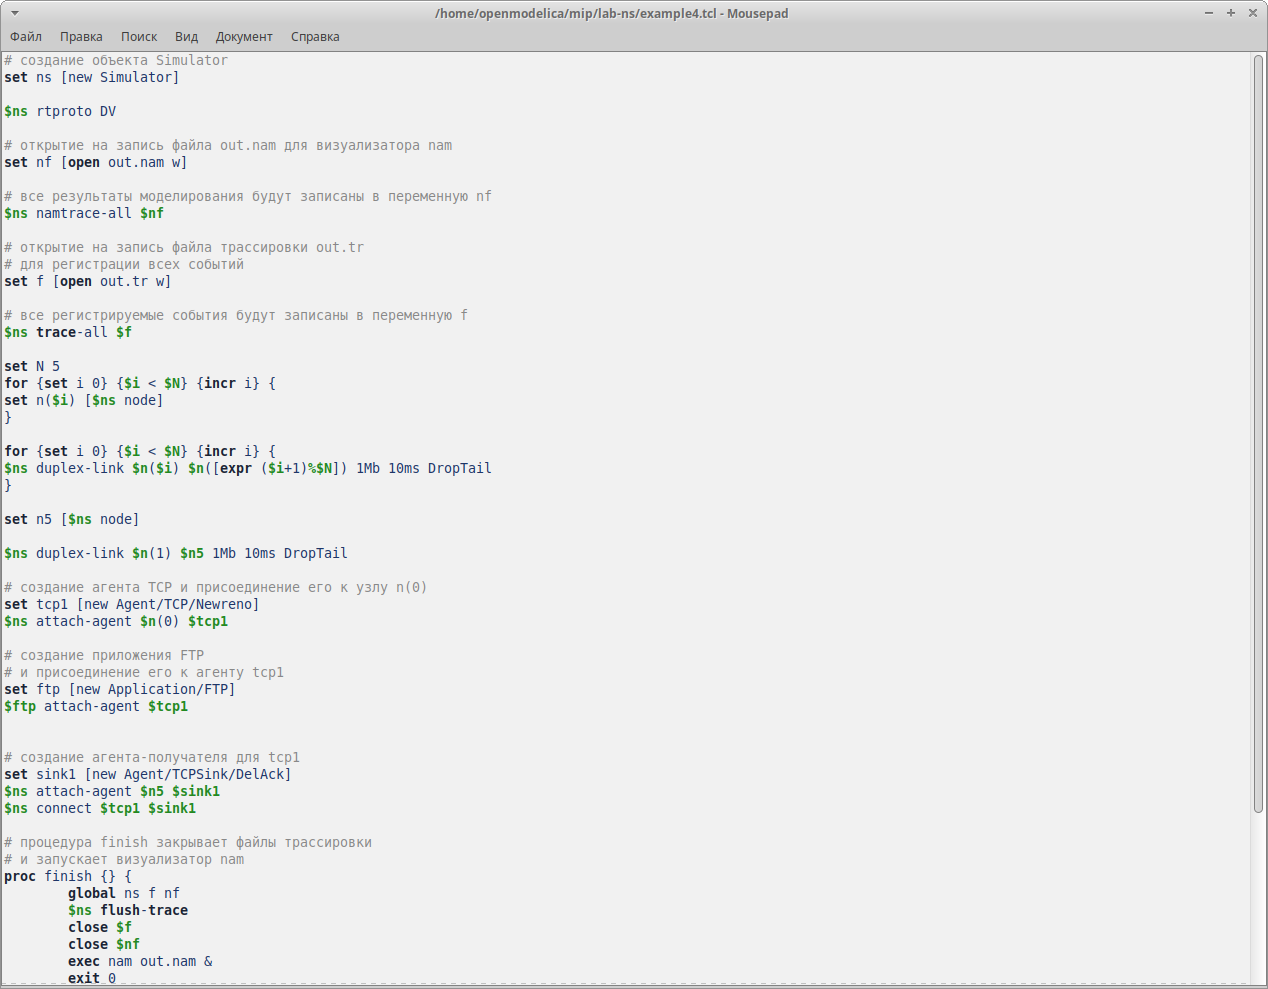 /home/openmodelica/mip/lab-ns/example4.tcl - Mousepad
Файл Правка Поиск Вид Документ Справка
# создание объекта Simulator
set ns [new Simulator]

$ns rtproto DV

# открытие на запись файла out.nam для визуализатора nam
set nf [open out.nam w]

# все результаты моделирования будут записаны в переменную nf
$ns namtrace-all $nf

# открытие на запись файла трассировки out.tr
# для регистрации всех событий
set f [open out.tr w]

# все регистрируемые события будут записаны в переменную f
$ns trace-all $f

set N 5
for {set i 0} {$i < $N} {incr i} {
set n($i) [$ns node]
}

for {set i 0} {$i < $N} {incr i} {
$ns duplex-link $n($i) $n([expr ($i+1)%$N]) 1Mb 10ms DropTail
}

set n5 [$ns node]

$ns duplex-link $n(1) $n5 1Mb 10ms DropTail

# создание агента TCP и присоединение его к узлу n(0)
set tcp1 [new Agent/TCP/Newreno]
$ns attach-agent $n(0) $tcp1

# создание приложения FTP
# и присоединение его к агенту tcp1
set ftp [new Application/FTP]
$ftp attach-agent $tcp1

# создание агента-получателя для tcp1
set sink1 [new Agent/TCPSink/DelAck]
$ns attach-agent $n5 $sink1
$ns connect $tcp1 $sink1

# процедура finish закрывает файлы трассировки
# и запускает визуализатор nam
proc finish {} {
        global ns f nf
        $ns flush-trace
        close $f
        close $nf
        exec nam out.nam &
        exit 0